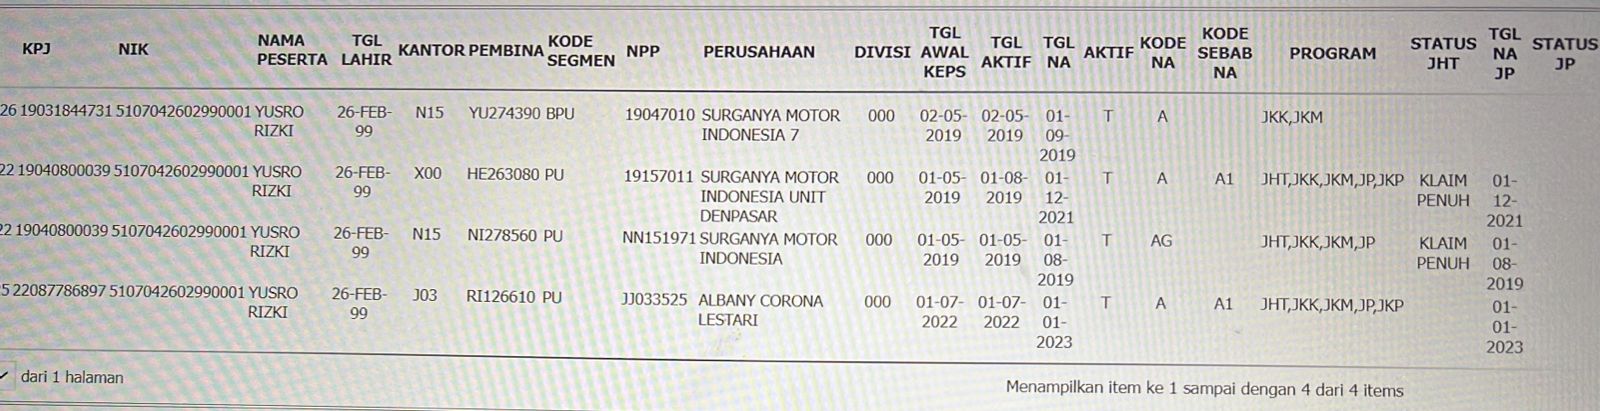 KPJ NIK NAMA PESERTA TGL LAHIR KANTOR PEMBINA KODE SEGMEN NPP PERUSAHAAN DIVISI TGL AWAL KEPS TGL AKTIF TGL NA AKTIF KODE NA KODE SEBAB NA PROGRAM STATUS JHT TGL NA JP STATUS JP
26 19031844731 5107042602990001 YUSRO RIZKI 26-FEB-99 N15 YU274390 BPU 19047010 SURGANYA MOTOR INDONESIA 7 000 02-05-2019 02-05-2019 01-09-2019 T A JKK,JKM
22 19040800039 5107042602990001 YUSRO RIZKI 26-FEB-99 X00 HE263080 PU 19157011 SURGANYA MOTOR INDONESIA UNIT DENPASAR 000 01-05-2019 01-08-2019 01-12-2021 T A A1 JHT,JKK,JKM,JP,JKP KLAIM PENUH 01-12-2021
22 19040800039 5107042602990001 YUSRO RIZKI 26-FEB-99 N15 NI278560 PU NN151971 SURGANYA MOTOR INDONESIA 000 01-05-2019 01-05-2019 01-08-2019 T AG JHT,JKK,JKM,JP KLAIM PENUH 01-08-2019
5 22087786897 5107042602990001 YUSRO RIZKI 26-FEB-99 J03 RI126610 PU JJ033525 ALBANY CORONA LESTARI 000 01-07-2022 01-07-2022 01-01-2023 T A A1 JHT,JKK,JKM,JP,JKP 01-01-2023
dari 1 halaman
Menampilkan item ke 1 sampai dengan 4 dari 4 items